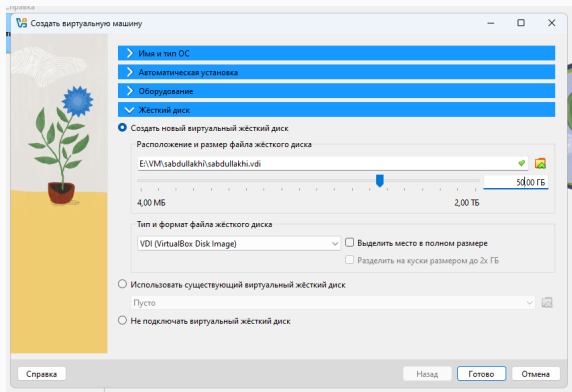 Справка
Создать виртуальную машину
Имя и тип ОС
Автоматическая установка
Оборудование
Жёсткий диск
Создать новый виртуальный жёсткий диск
Расположение и размер файла жёсткого диска
E:\VM\sabdullakhi\sabdullakhi.vdi
50,00 ГБ
4,00 МБ
2,00 ТБ
Тип и формат файла жёсткого диска
VDI (VirtualBox Disk Image)
Выделить место в полном размере
Разделить на куски размером до 2х ГБ
Использовать существующий виртуальный жёсткий диск
Пусто
Не подключать виртуальный жёсткий диск
Справка
Назад
Готово
Отмена